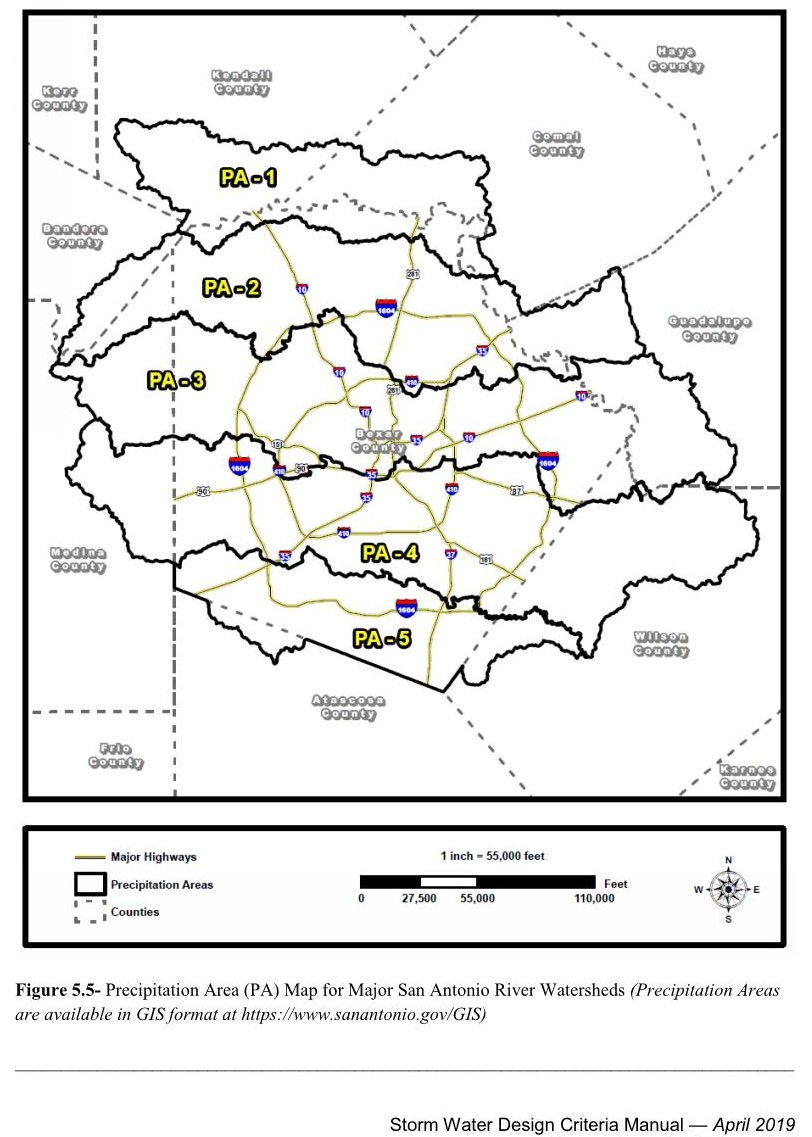 Hays
County
Kendall
County
Kerr
County
Comal
County
PA - 1
Bandera
County
281
PA - 2
10
1604
Guadalupe
County
35
10
PA - 3
410
281
10
10
Bexar
County
35
10
151
1604
410
90
35
1604
90
35
410
87
410
Medina
County
35
PA - 4
37
181
1604
PA - 5
Wilson
County
Atascosa
County
Frio
County
Karnes
County
Major Highways
Precipitation Areas
Counties
1 inch = 55,000 feet
Feet
0 27,500 55,000 110,000
N
W E
S
Figure 5.5- Precipitation Area (PA) Map for Major San Antonio River Watersheds (Precipitation Areas
are available in GIS format at https://www.sanantonio.gov/GIS)
Storm Water Design Criteria Manual — April 2019